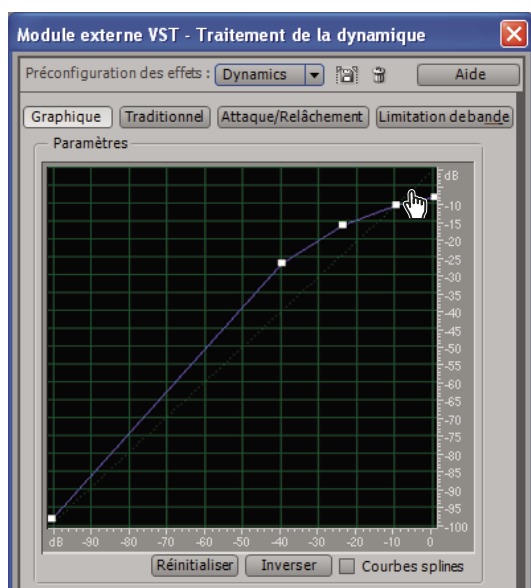 Module externe VST - Traitement de la dynamique
Préconfiguration des effets : Dynamics Aide
Graphique Traditionnel Attaque/Relâchement Limitation de bande
Paramètres
dB
-10
-15
-20
-25
-30
-35
-40
-45
-50
-55
-60
-65
-70
-75
-80
-85
-90
-95
-100
dB -90 -80 -70 -60 -50 -40 -30 -20 -10 0
Réinitialiser Inverser Courbes splines